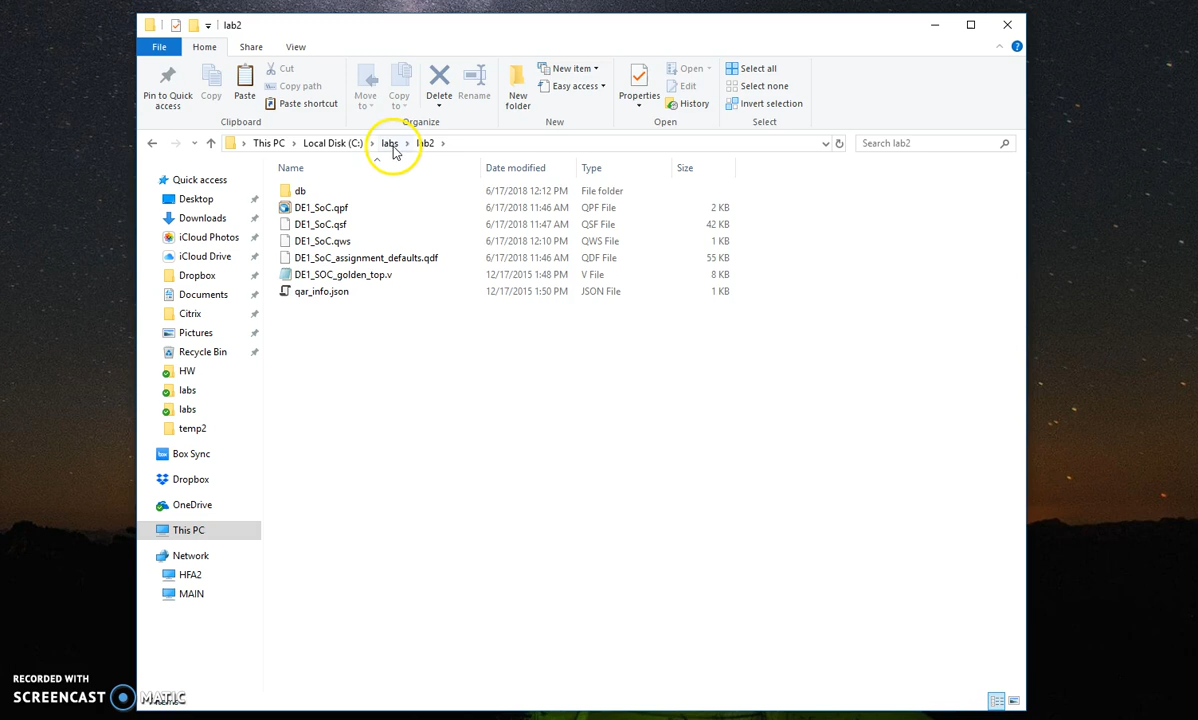 lab2
File Home Share View
Pin to Quick access
Copy
Paste
Cut
Copy path
Paste shortcut
Clipboard
Move to
Copy to
Delete
Rename
Organize
New folder
New item
Easy access
New
Properties
Open
Edit
History
Open
Select all
Select none
Invert selection
Select
This PC > Local Disk (C:) > labs > lab2 >
Search lab2
Name Date modified Type Size
db 6/17/2018 12:12 PM File folder
DE1_SoC.qpf 6/17/2018 11:46 AM QPF File 2 KB
DE1_SoC.qsf 6/17/2018 11:47 AM QSF File 42 KB
DE1_SoC.qws 6/17/2018 12:10 PM QWS File 1 KB
DE1_SoC_assignment_defaults.qdf 6/17/2018 11:46 AM QDF File 55 KB
DE1_SOC_golden_top.v 12/17/2015 1:48 PM V File 8 KB
qar_info.json 12/17/2015 1:50 PM JSON File 1 KB
Quick access
Desktop
Downloads
iCloud Photos
iCloud Drive
Dropbox
Documents
Citrix
Pictures
Recycle Bin
HW
labs
labs
temp2
Box Sync
Dropbox
OneDrive
This PC
Network
HFA2
MAIN
RECORDED WITH
SCREENCAST MATIC